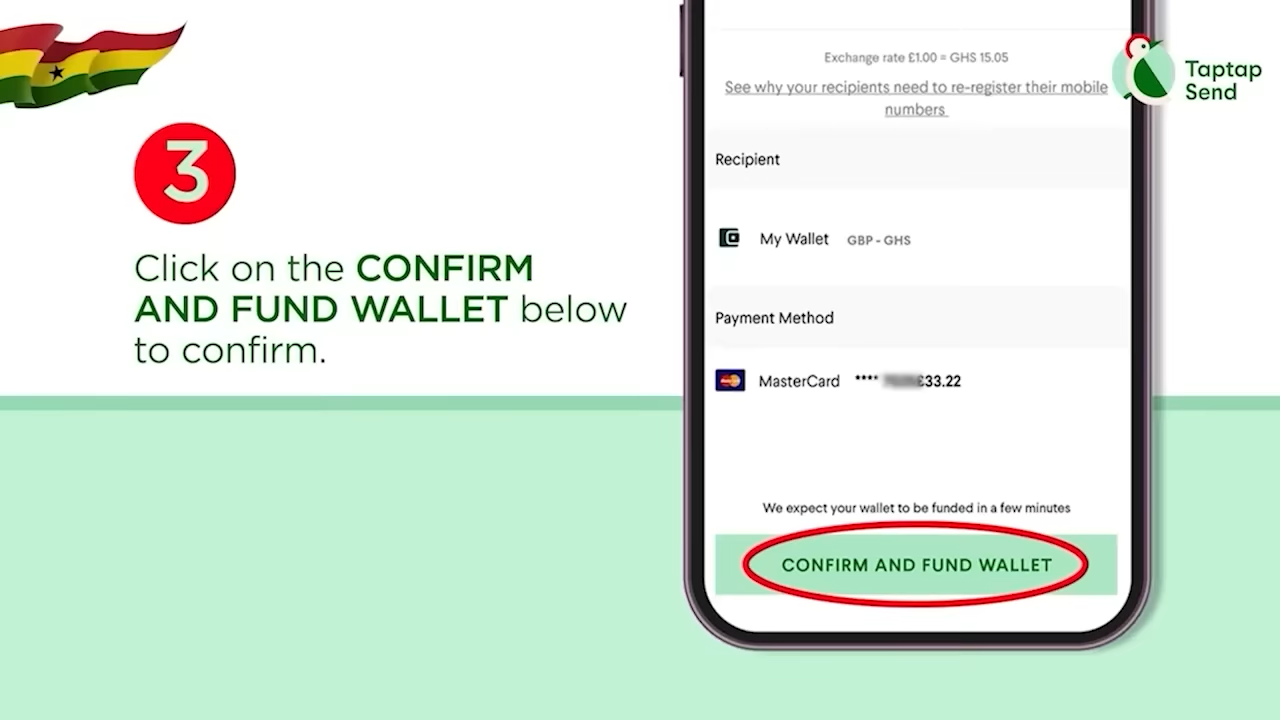 3
Click on the CONFIRM
AND FUND WALLET below
to confirm.
Exchange rate £1.00 = GHS 15.05
See why your recipients need to re-register their mobile
numbers
Recipient
My Wallet GBP - GHS
Payment Method
MasterCard **** £33.22
We expect your wallet to be funded in a few minutes
CONFIRM AND FUND WALLET
Taptap
Send